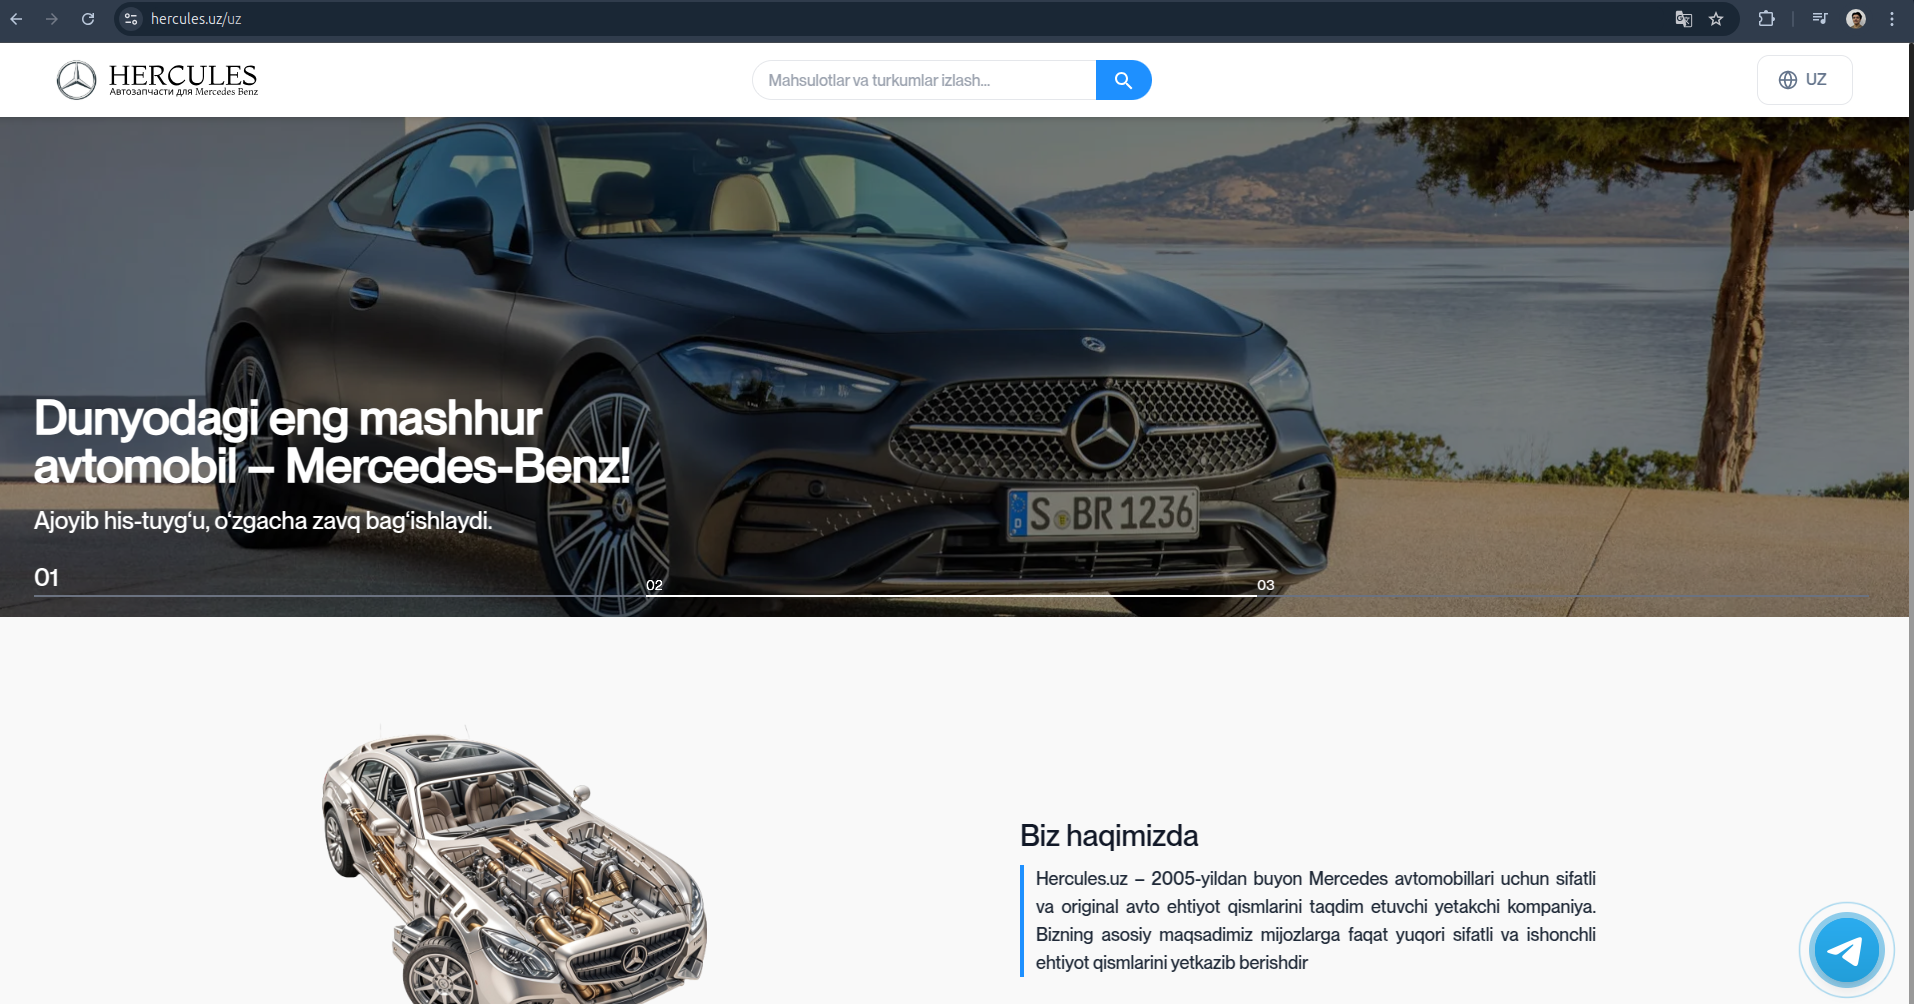 hercules.uz/uz
HERCULES
Автозапчасти для Mercedes Benz
Mahsulotlar va turkumlar izlash...
UZ
Dunyodagi eng mashhur
avtomobil – Mercedes-Benz!
Ajoyib his-tuyg‘u, o‘zgacha zavq bag‘ishlaydi.
S BR 1236
D
01
02
03
Biz haqimizda
Hercules.uz – 2005-yildan buyon Mercedes avtomobillari uchun sifatli
va original avto ehtiyot qismlarini taqdim etuvchi yetakchi kompaniya.
Bizning asosiy maqsadimiz mijozlarga faqat yuqori sifatli va ishonchli
ehtiyot qismlarini yetkazib berishdir